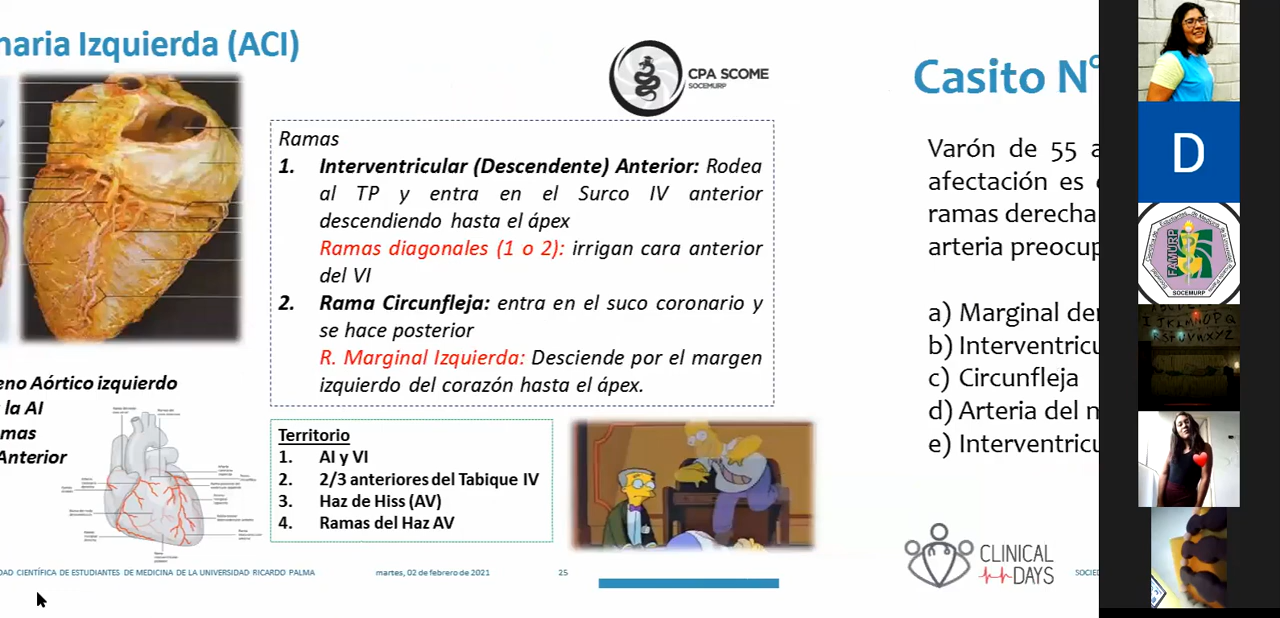 naria Izquierda (ACI)
CPA SCOME
SOCEMURP
Ramas
1. Interventricular (Descendente) Anterior: Rodea
al TP y entra en el Surco IV anterior
descendiendo hasta el ápex
Ramas diagonales (1 o 2): irrigan cara anterior
del VI
2. Rama Circunfleja: entra en el suco coronario y
se hace posterior
R. Marginal Izquierda: Desciende por el margen
izquierdo del corazón hasta el ápex.
eno Aórtico izquierdo
la AI
mas
Anterior
Territorio
1. AI y VI
2. 2/3 anteriores del Tabique IV
3. Haz de Hiss (AV)
4. Ramas del Haz AV
DAD CIENTÍFICA DE ESTUDIANTES DE MEDICINA DE LA UNIVERSIDAD RICARDO PALMA
martes, 02 de febrero de 2021
25
Casito N°
Varón de 55 a
afectación es
ramas derecha
arteria preocup
a) Marginal der
b) Interventricu
c) Circunfleja
d) Arteria del n
e) Interventricu
CLINICAL
DAYS
SOCIED
D
FAMURP
SOCEMURP